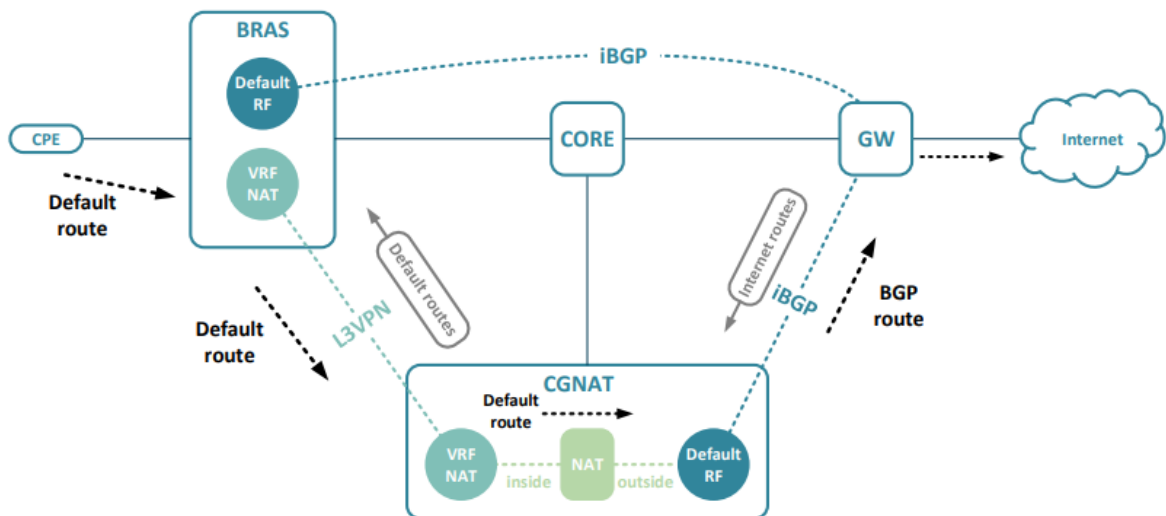 BRAS
iBGP
Default
RF
CPE
CORE
GW
Internet
VRF
NAT
Default
route
Default routes
Internet routes
Default
route
L3VPN
iBGP
BGP
route
CGNAT
Default
route
VRF
NAT
inside
NAT
outside
Default
RF